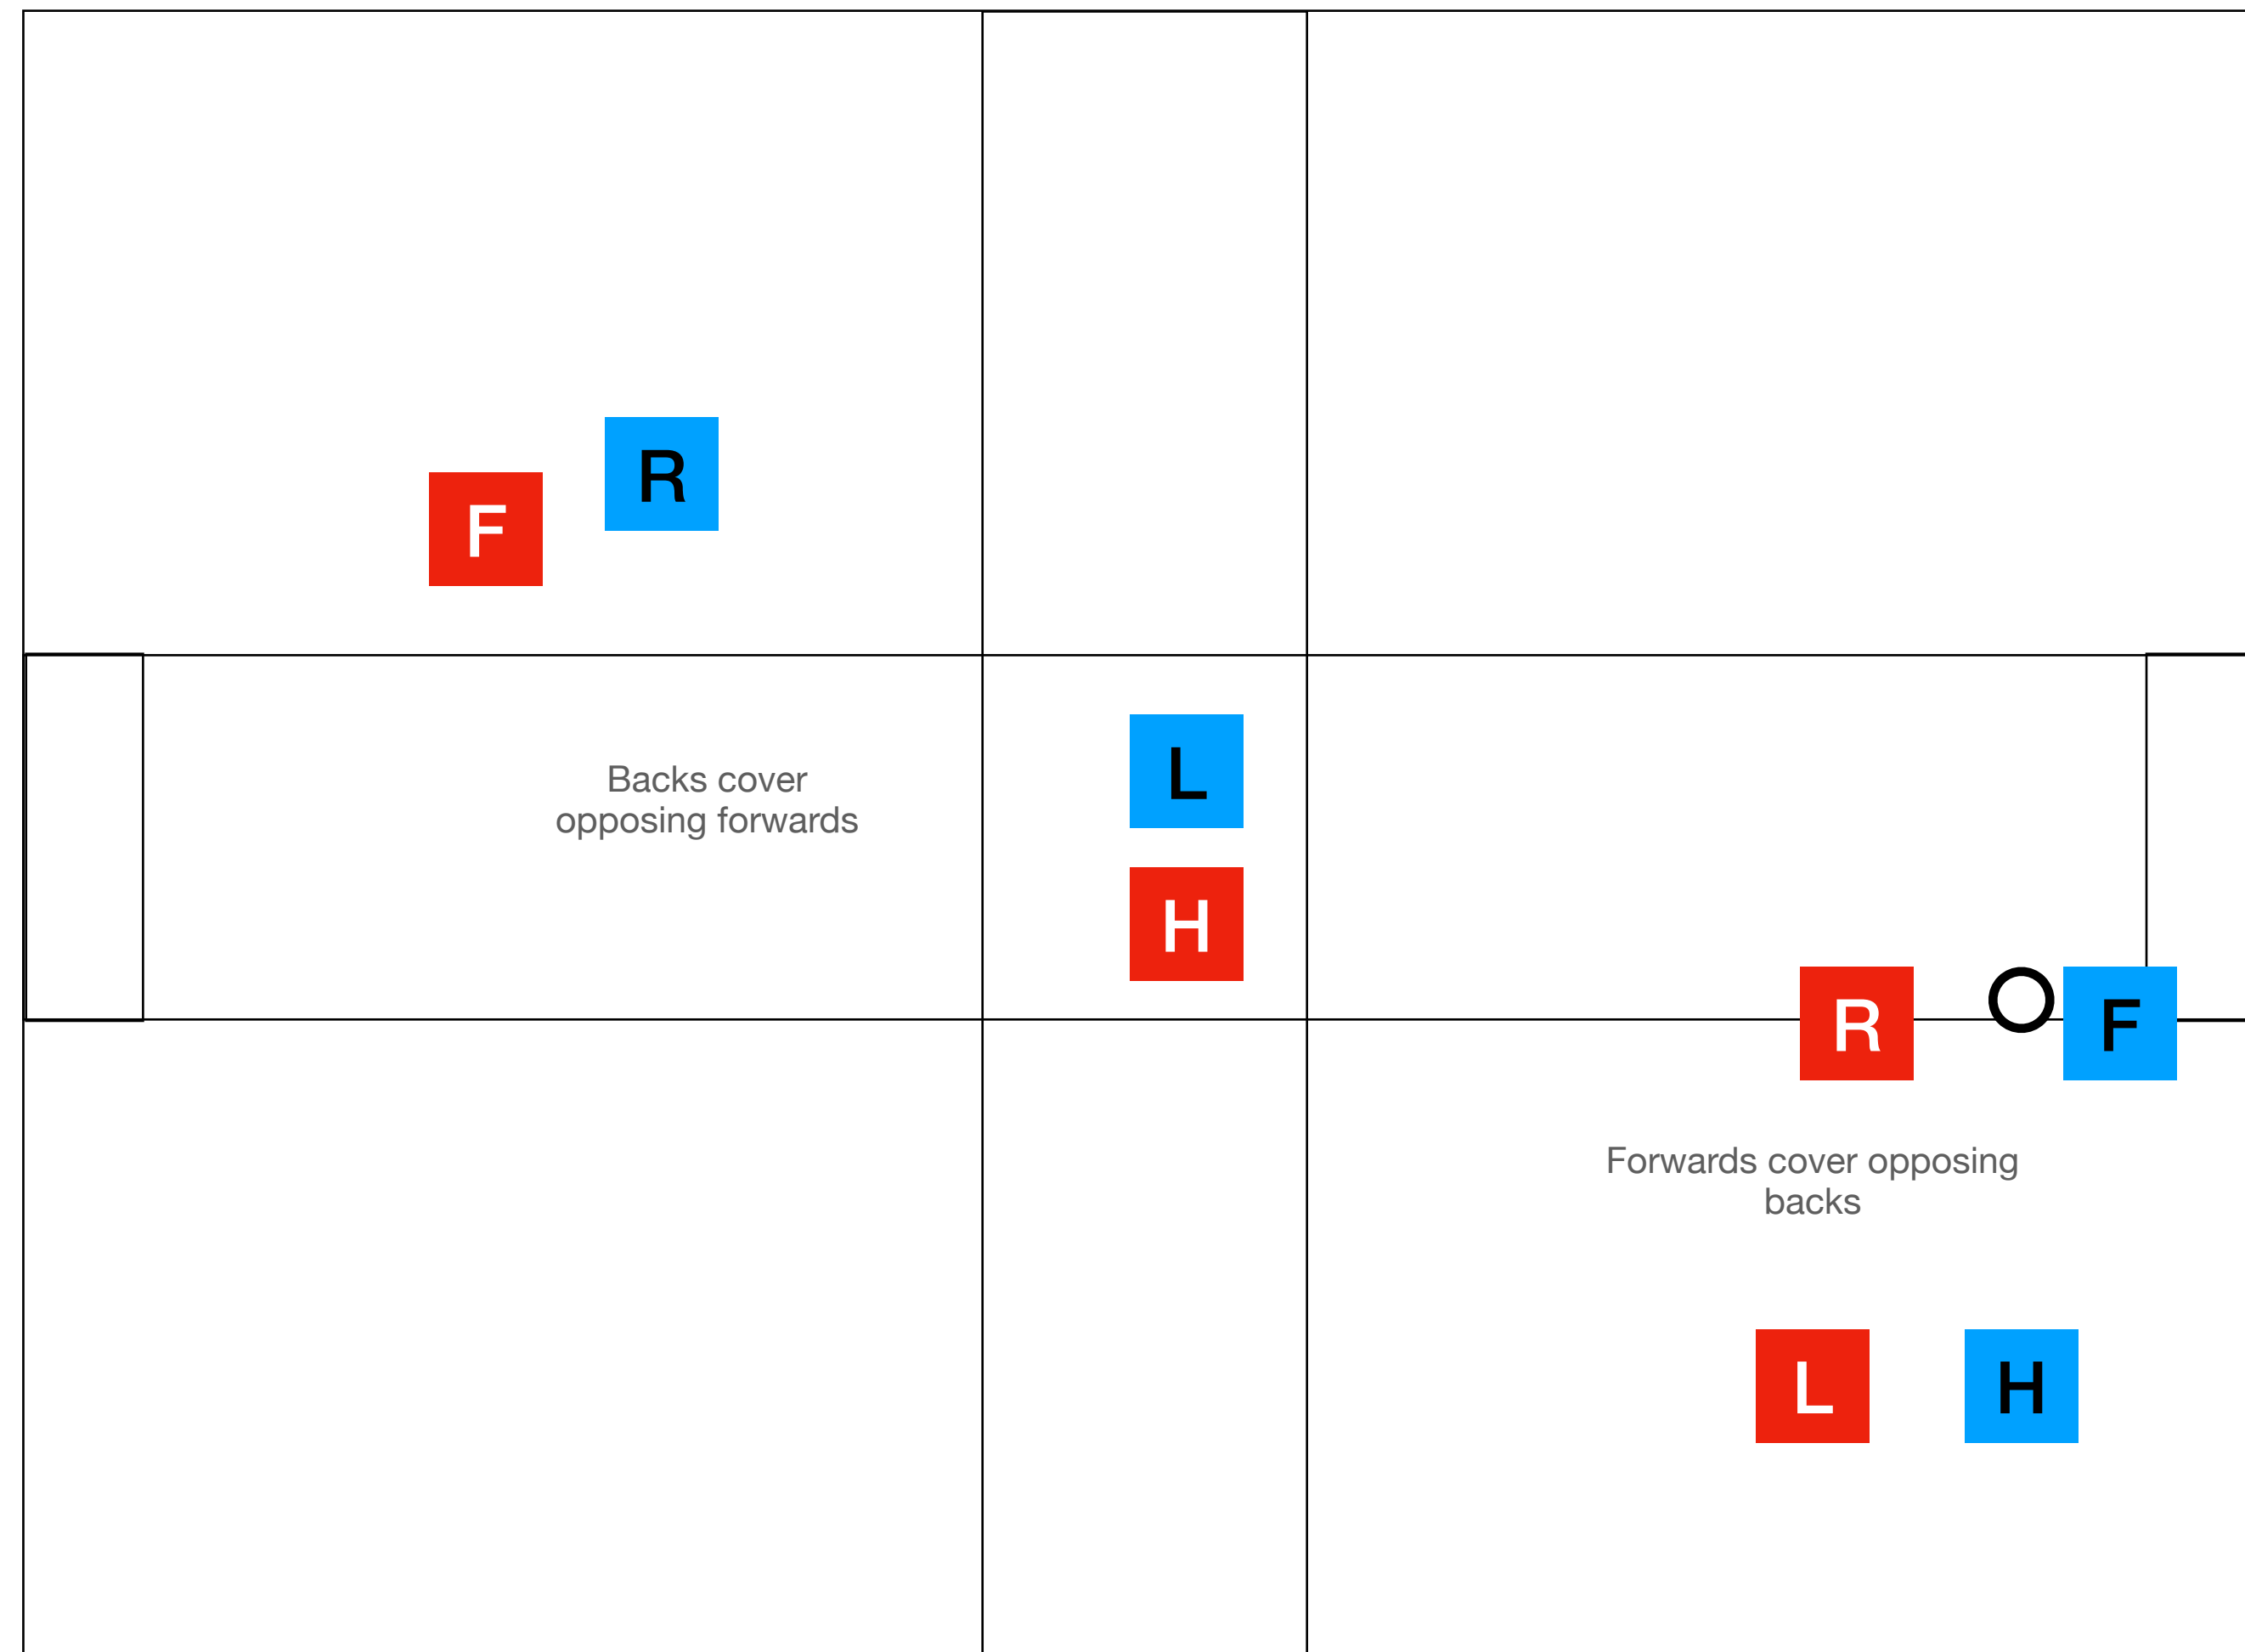 R
F
L
Backs cover
opposing forwards
H
R
F
Forwards cover opposing
backs
L
H